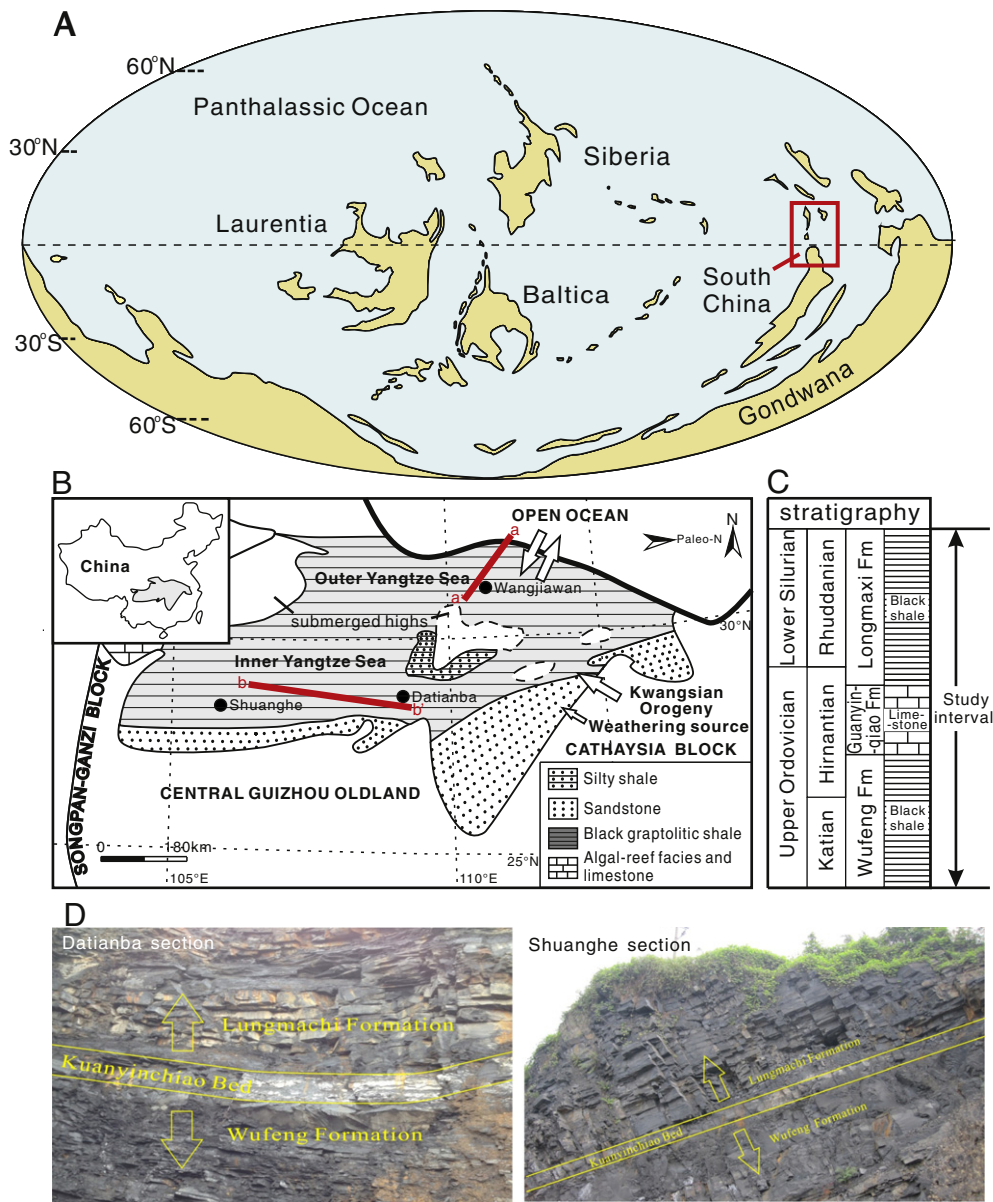 A
60°N
Panthalassic Ocean
30°N
Siberia
Laurentia
South
China
Baltica
30°S
Gondwana
60°S
B
China
OPEN OCEAN
a
N
Paleo-N
Outer Yangtze Sea
Wangjiawan
a'
submerged highs
30°N
Inner Yangtze Sea
b
Datianba
b'
Shuanghe
Kwangsian
Orogeny
Weathering source
CATHAYSIA BLOCK
SONGPAN-GANZI BLOCK
CENTRAL GUIZHOU OLDLAND
Silty shale
Sandstone
Black graptolitic shale
Algal-reef facies and
limestone
0 180km
25°N
105°E
110°E
C
stratigraphy
Lower Silurian
Rhuddanian
Longmaxi Fm
Black
shale
Upper Ordovician
Hirnantian
Guanyin-
-qiao Fm
Lime-
-stone
Study
interval
Katian
Wufeng Fm
Black
shale
D
Datianba section
Lungmachi Formation
Kuanyinchiao Bed
Wufeng Formation
Shuanghe section
Lungmachi Formation
Kuanyinchiao Bed
Wufeng Formation